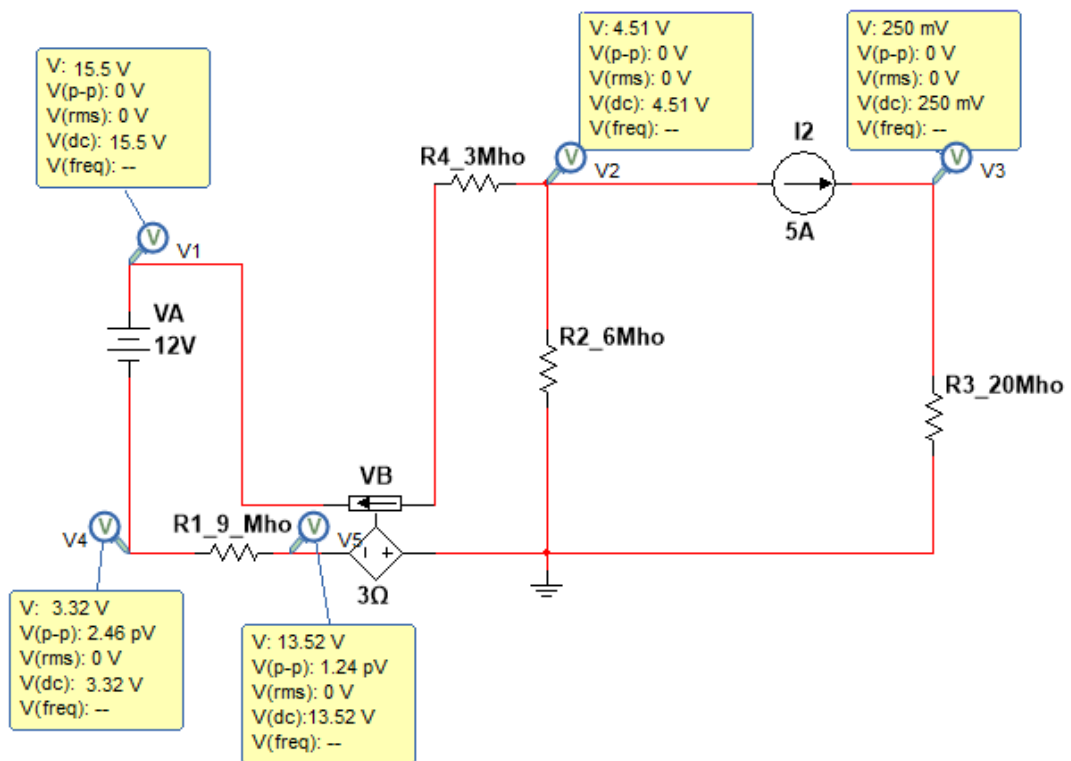 V: 4.51 V
V(p-p): 0 V
V(rms): 0 V
V(dc): 4.51 V
V(freq): --
V: 250 mV
V(p-p): 0 V
V(rms): 0 V
V(dc): 250 mV
V(freq): --
V: 15.5 V
V(p-p): 0 V
V(rms): 0 V
V(dc): 15.5 V
V(freq): --
I2
R4_3Mho
V
V2
V
V3
5A
V
V1
VA
12V
R2_6Mho
R3_20Mho
VB
R1_9_Mho
V4
V
V
V5
3Ω
V: 3.32 V
V(p-p): 2.46 pV
V(rms): 0 V
V(dc): 3.32 V
V(freq): --
V: 13.52 V
V(p-p): 1.24 pV
V(rms): 0 V
V(dc):13.52 V
V(freq): --